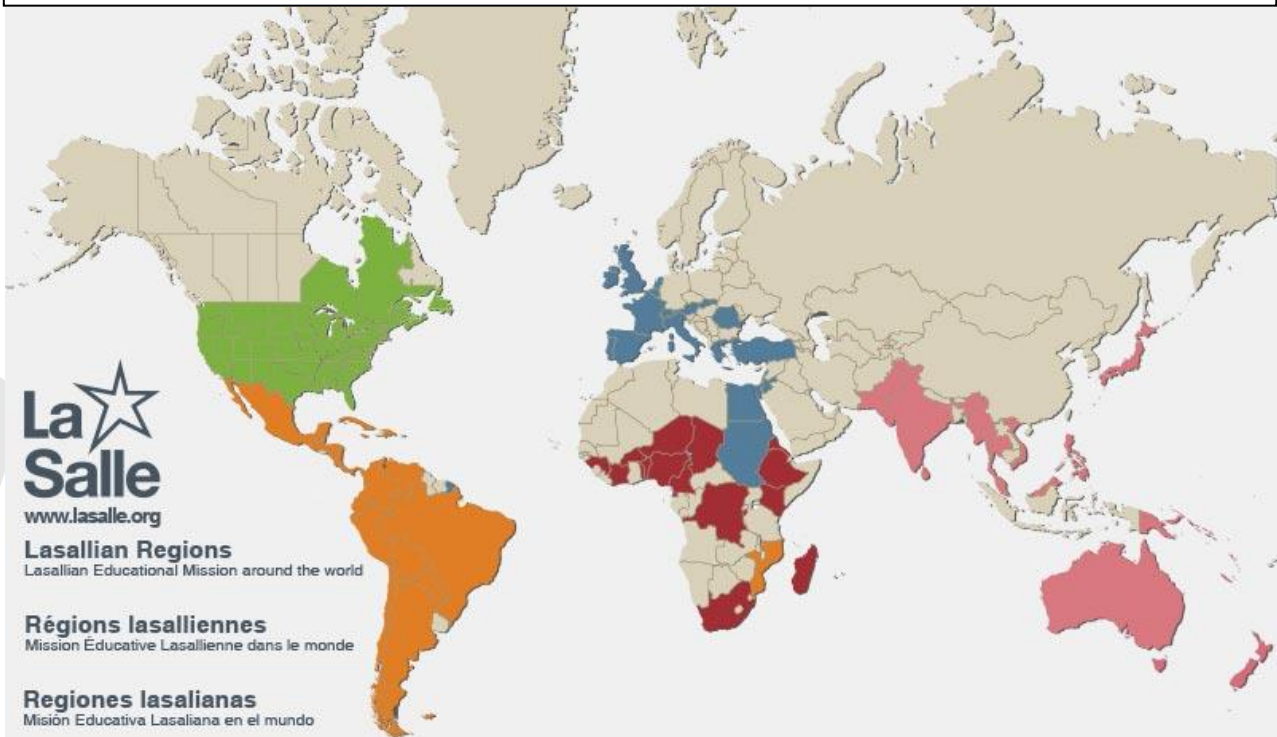 La
Salle
www.lasalle.org
Lasallian Regions
Lasallian Educational Mission around the world
Régions lasalliennes
Mission Éducative Lasallienne dans le monde
Regiones lasalianas
Misión Educativa Lasaliana en el mundo